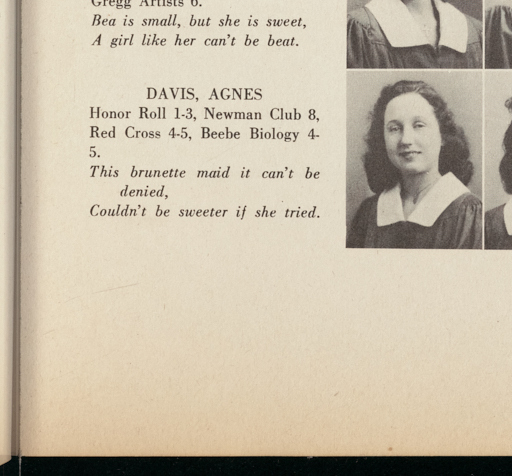 Gregg Artists 6.
Bea is small, but she is sweet,
A girl like her can't be beat.
DAVIS, AGNES
Honor Roll 1-3, Newman Club 8,
Red Cross 4-5, Beebe Biology 4-
5.
This brunette maid it can't be
denied,
Couldn't be sweeter if she tried.